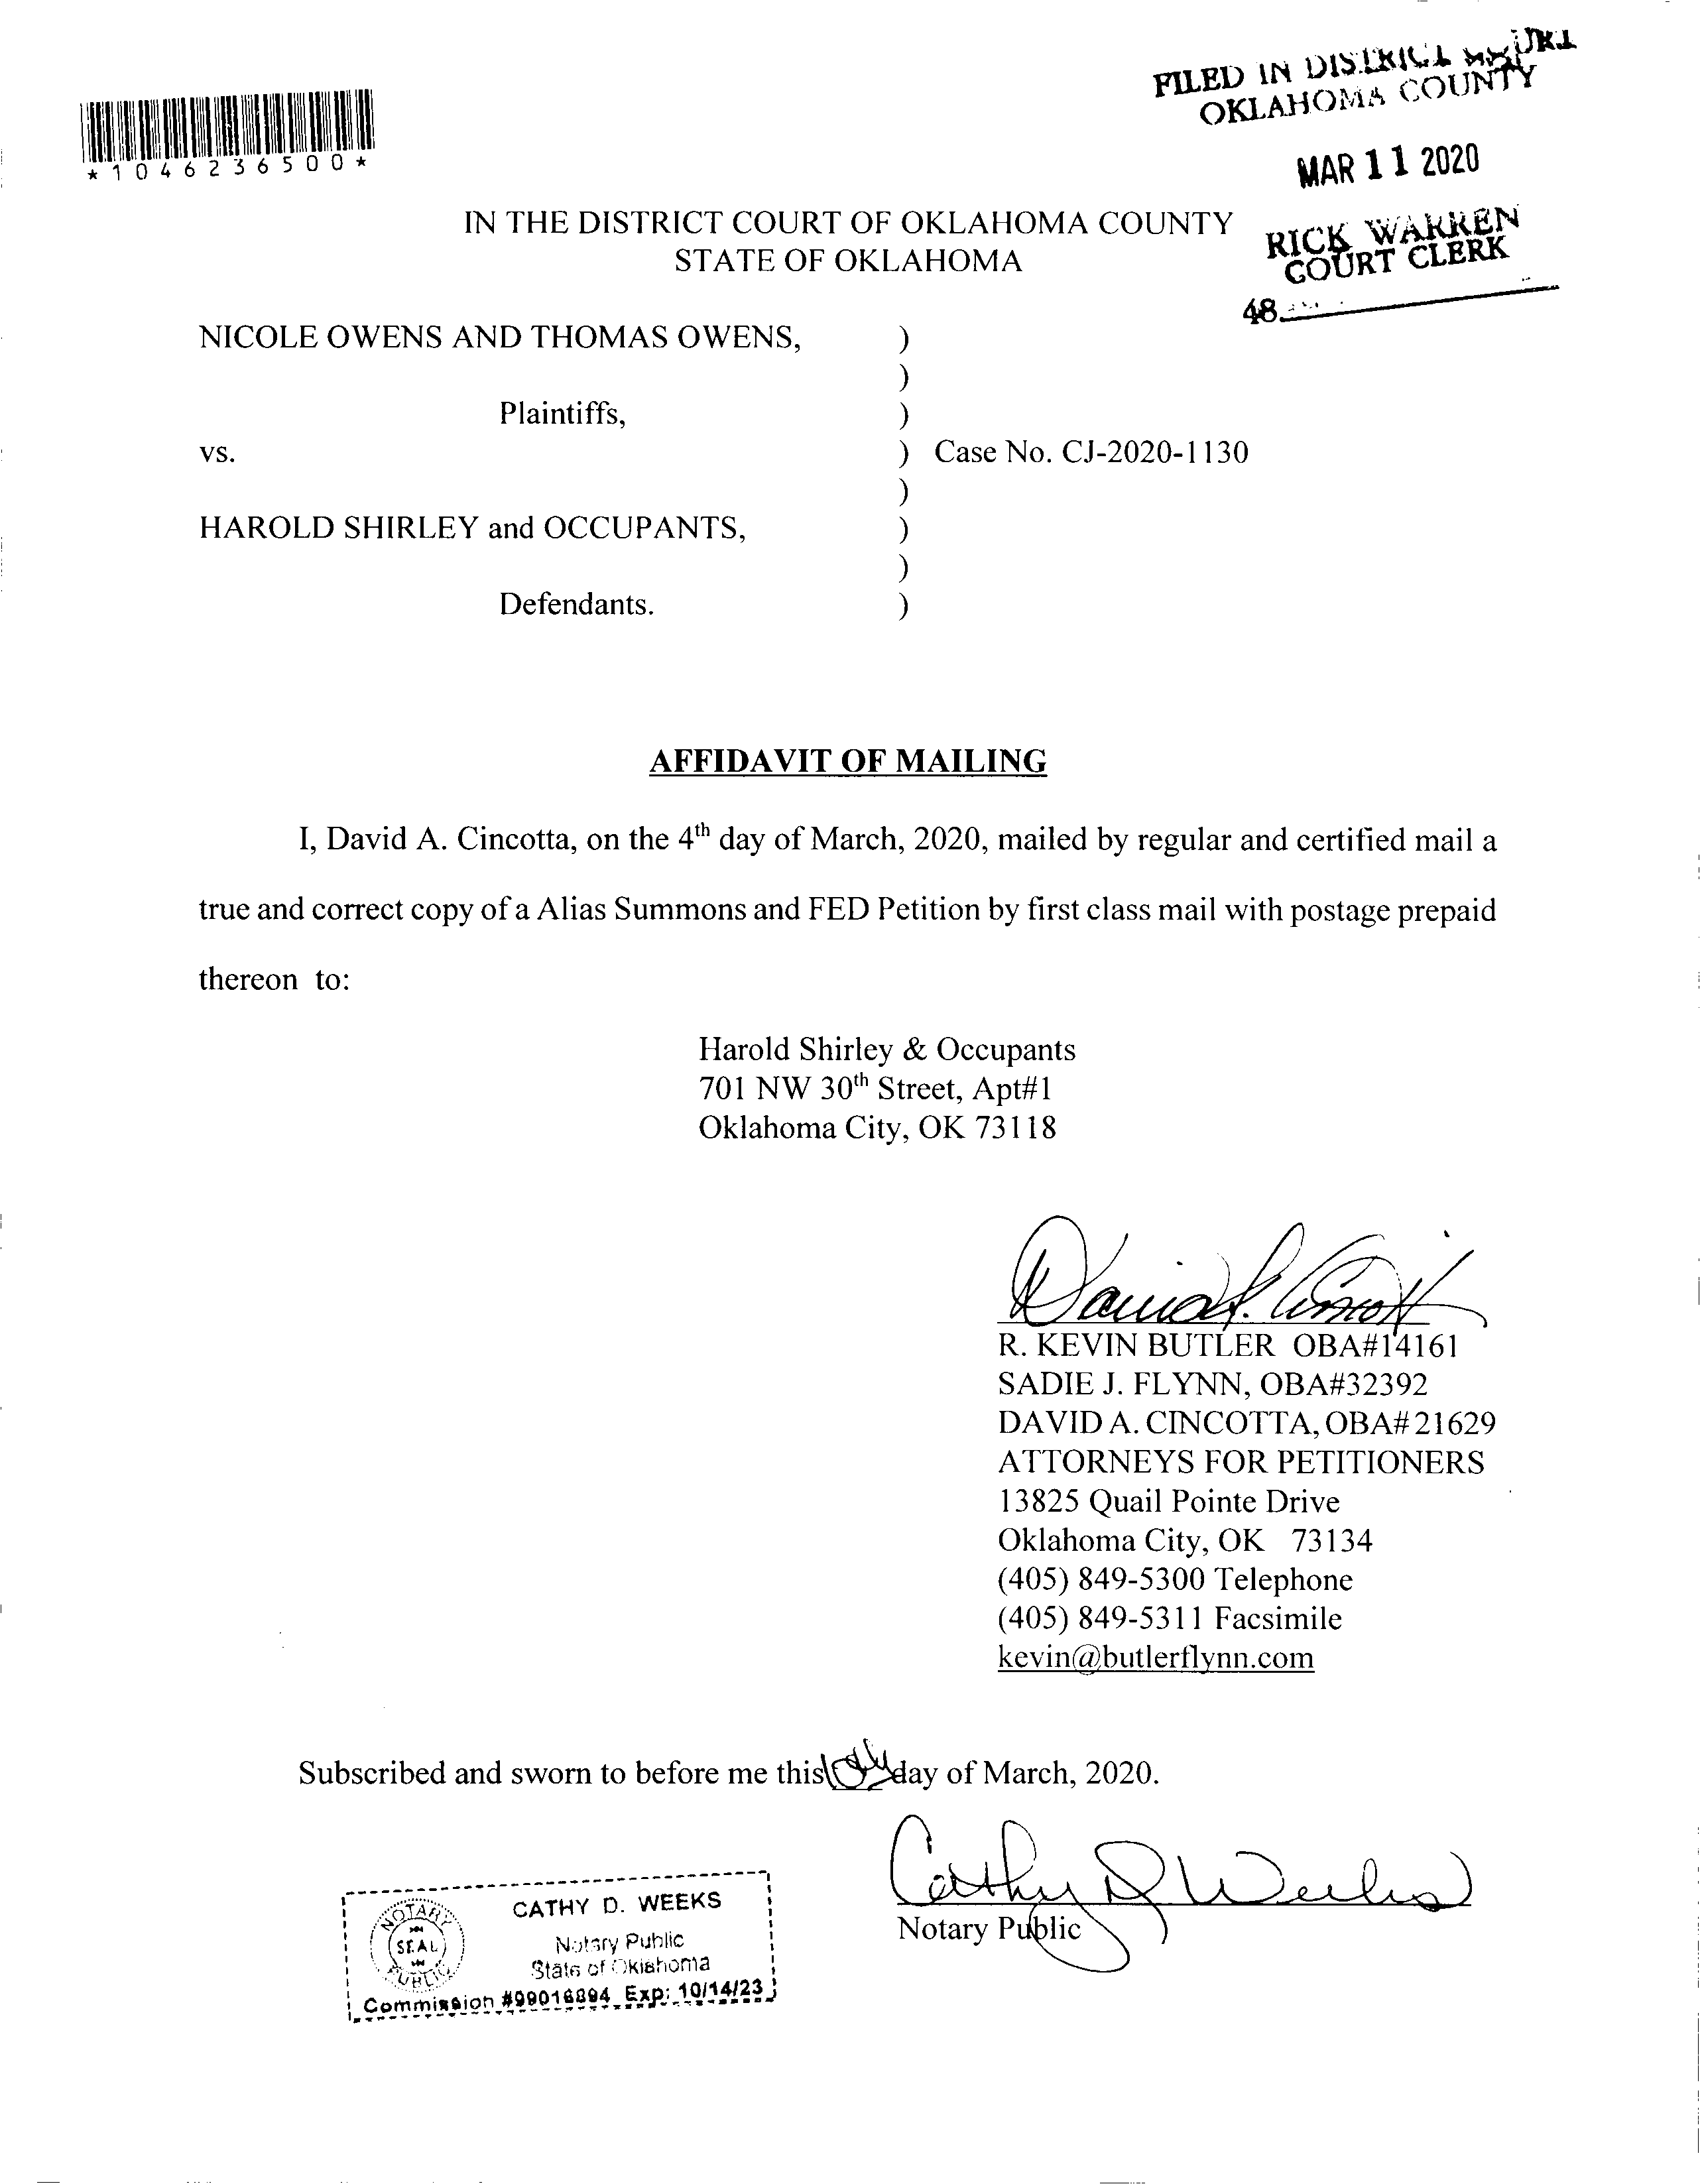 FILED IN DISTRICT COURT
OKLAHOMA COUNTY
*1046236500*
MAR 11 2020
IN THE DISTRICT COURT OF OKLAHOMA COUNTY
STATE OF OKLAHOMA
RICK WARREN
COURT CLERK
48
NICOLE OWENS AND THOMAS OWENS, )
)
Plaintiffs, )
vs. ) Case No. CJ-2020-1130
)
HAROLD SHIRLEY and OCCUPANTS, )
)
Defendants. )
AFFIDAVIT OF MAILING
I, David A. Cincotta, on the 4th day of March, 2020, mailed by regular and certified mail a
true and correct copy of a Alias Summons and FED Petition by first class mail with postage prepaid
thereon to:
Harold Shirley & Occupants
701 NW 30th Street, Apt#1
Oklahoma City, OK 73118
David A. Cincotta
R. KEVIN BUTLER OBA#14161
SADIE J. FLYNN, OBA#32392
DAVID A. CINCOTTA, OBA# 21629
ATTORNEYS FOR PETITIONERS
13825 Quail Pointe Drive
Oklahoma City, OK 73134
(405) 849-5300 Telephone
(405) 849-5311 Facsimile
kevin@butlerflynn.com
Subscribed and sworn to before me this 10th day of March, 2020.
Cathy D Weeks
Notary Public
NOTARY
SEAL
PUBLIC
CATHY D. WEEKS
Notary Public
State of Oklahoma
Commission #99016894 Exp: 10/14/23